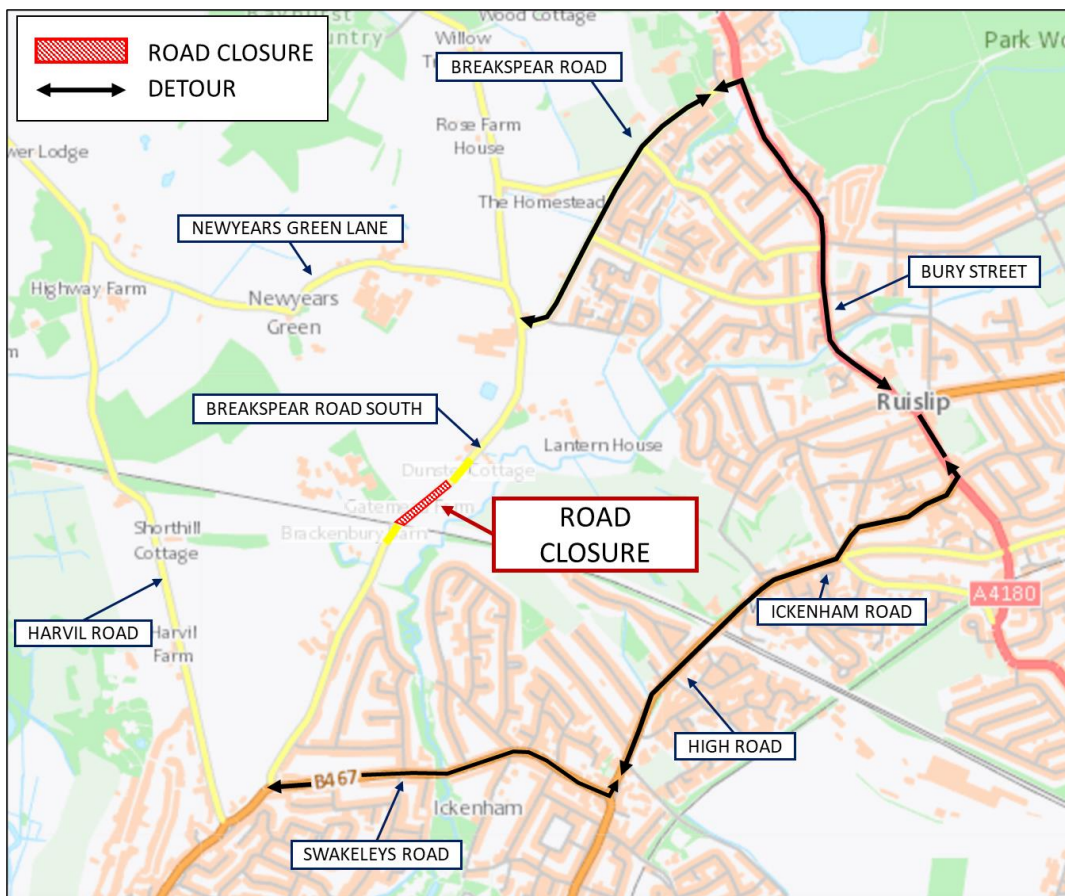 ROAD CLOSURE
DETOUR
Wood Cottage
Willow
BREAKSPEAR ROAD
Park Wo
Rose Farm
House
wer Lodge
The Homestead
NEWYEARS GREEN LANE
BURY STREET
Highway Farm
Newyears
Green
Ruislip
BREAKSPEAR ROAD SOUTH
Lantern House
Dunster Cottage
ROAD
CLOSURE
Shorthill
Cottage
A4180
ICKENHAM ROAD
HARVIL ROAD
Harvil
Farm
HIGH ROAD
B467
Ickenham
SWAKELEYS ROAD